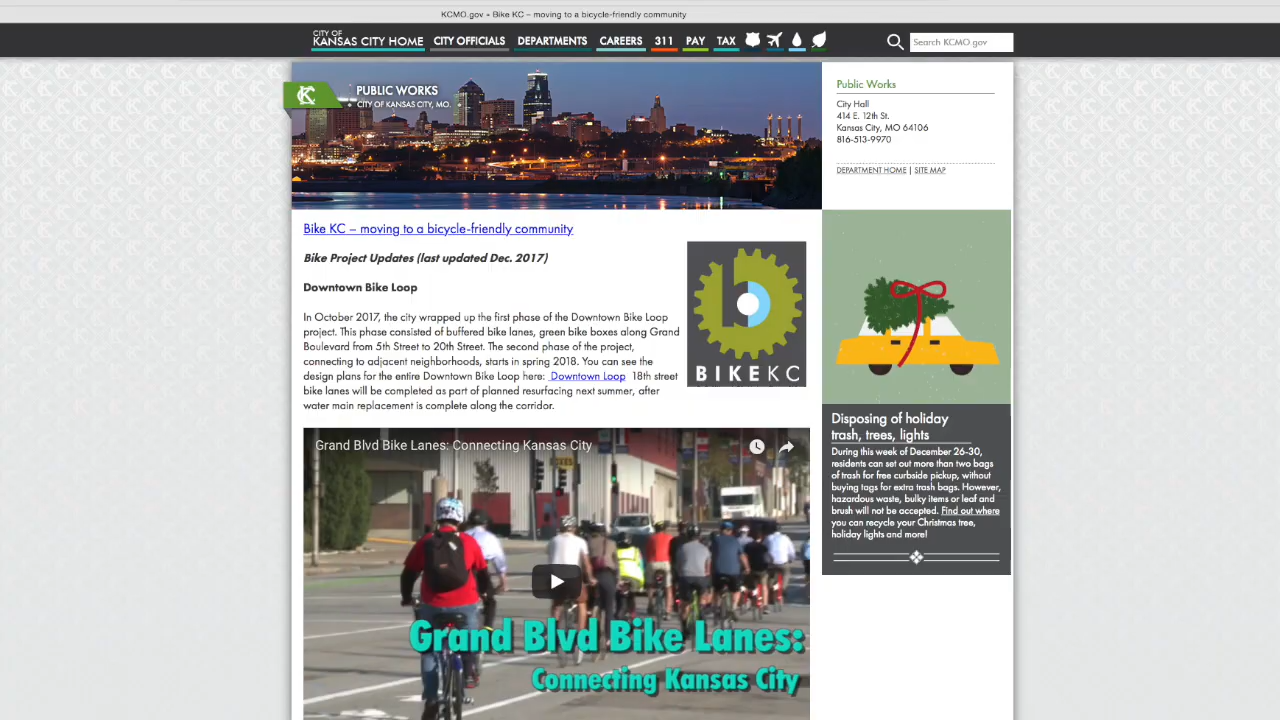 KCMO.gov » Bike KC – moving to a bicycle-friendly community
CITY OF
KANSAS CITY HOME
CITY OFFICIALS
DEPARTMENTS
CAREERS
311
PAY
TAX
Search KCMO gov
KC
PUBLIC WORKS
CITY OF KANSAS CITY, MO.
Public Works
City Hall
414 E. 12th St.
Kansas City, MO 64106
816-513-9970
DEPARTMENT HOME | SITE MAP
Bike KC – moving to a bicycle-friendly community
Bike Project Updates (last updated Dec. 2017)
Downtown Bike Loop
In October 2017, the city wrapped up the first phase of the Downtown Bike Loop
project. This phase consisted of buffered bike lanes, green bike boxes along Grand
Boulevard from 5th Street to 20th Street. The second phase of the project,
connecting to adjacent neighborhoods, starts in spring 2018. You can see the
design plans for the entire Downtown Bike Loop here: Downtown Loop 18th street
bike lanes will be completed as part of planned resurfacing next summer, after
water main replacement is complete along the corridor.
b
BIKEKC
Grand Blvd Bike Lanes: Connecting Kansas City
Grand Blvd Bike Lanes:
Connecting Kansas City
Disposing of holiday
trash, trees, lights
During this week of December 26-30,
residents can set out more than two bags
of trash for free curbside pickup, without
buying tags for extra trash bags. However,
hazardous waste, bulky items or leaf and
brush will not be accepted. Find out where
you can recycle your Christmas tree,
holiday lights and more!